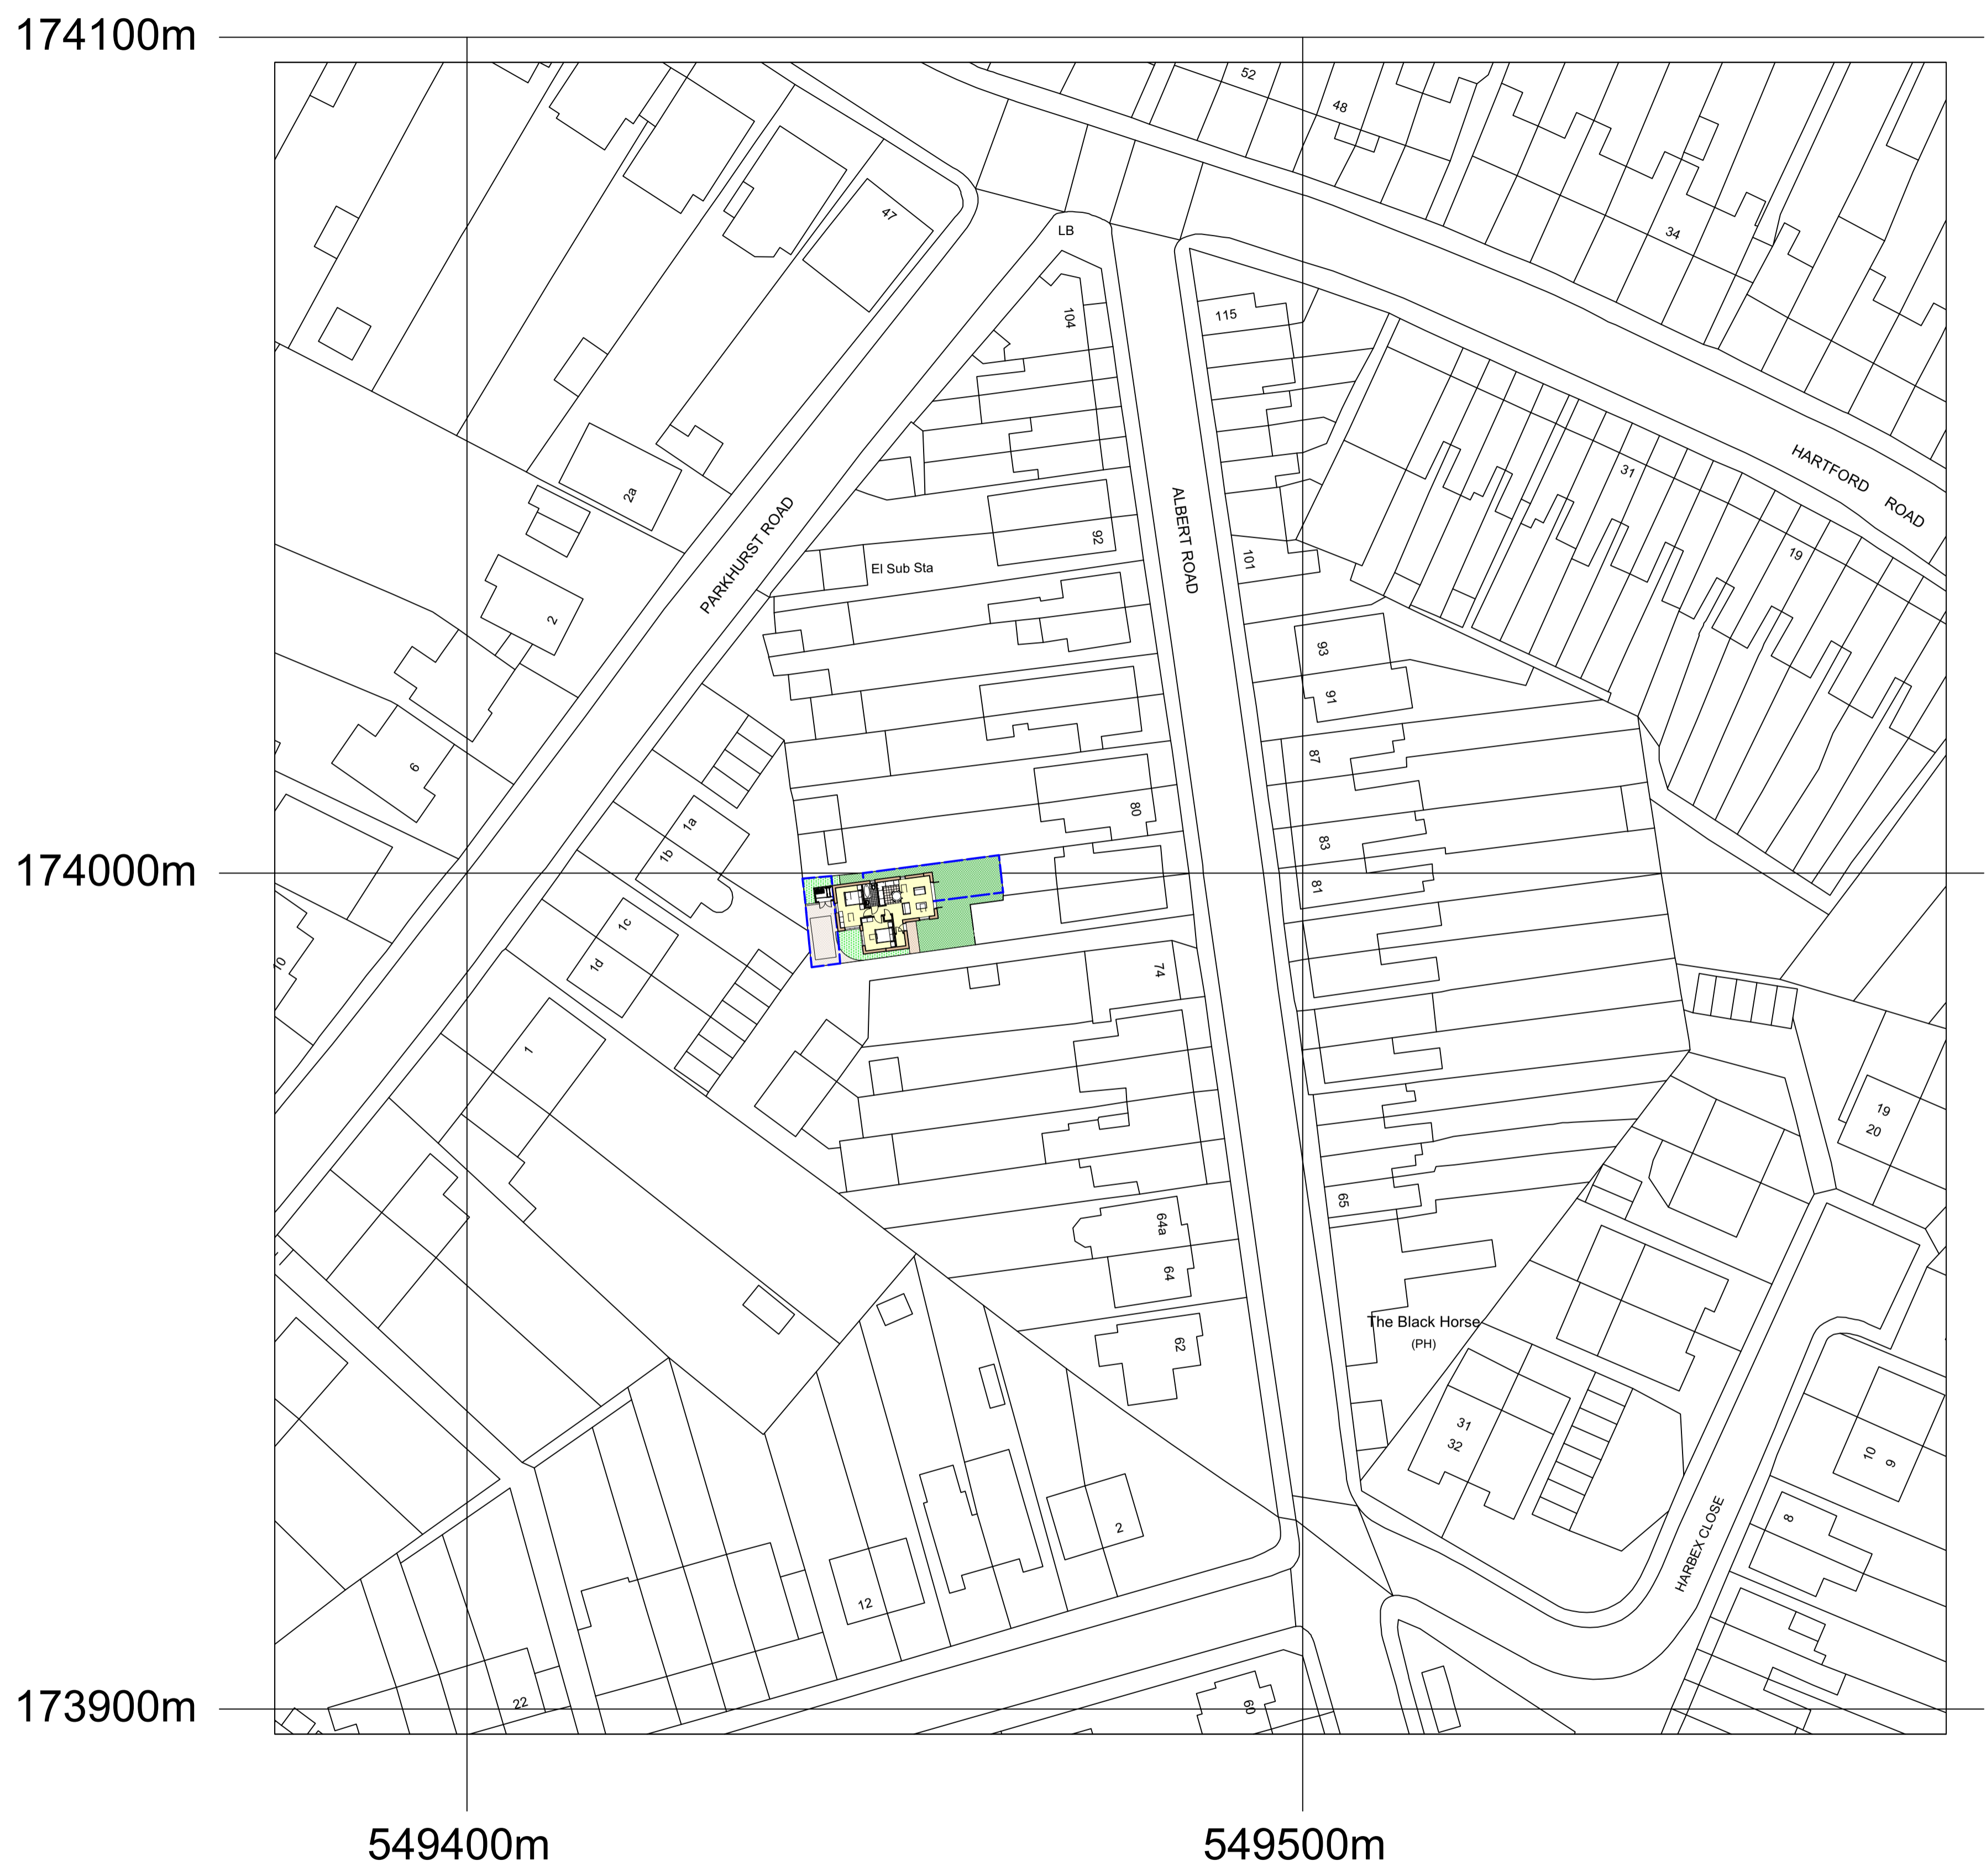 174100m
52
48
47
34
LB
104
115
HARTFORD ROAD
31
2a
PARKHURST ROAD
ALBERT ROAD
92
19
101
El Sub Sta
2
93
91
6
87
1a
80
1b
83
174000m
81
1c
10
1d
74
1
19
20
65
64a
64
The Black Horse
(PH)
62
31
32
10
9
2
8
HARBEX CLOSE
12
22
60
173900m
549400m
549500m